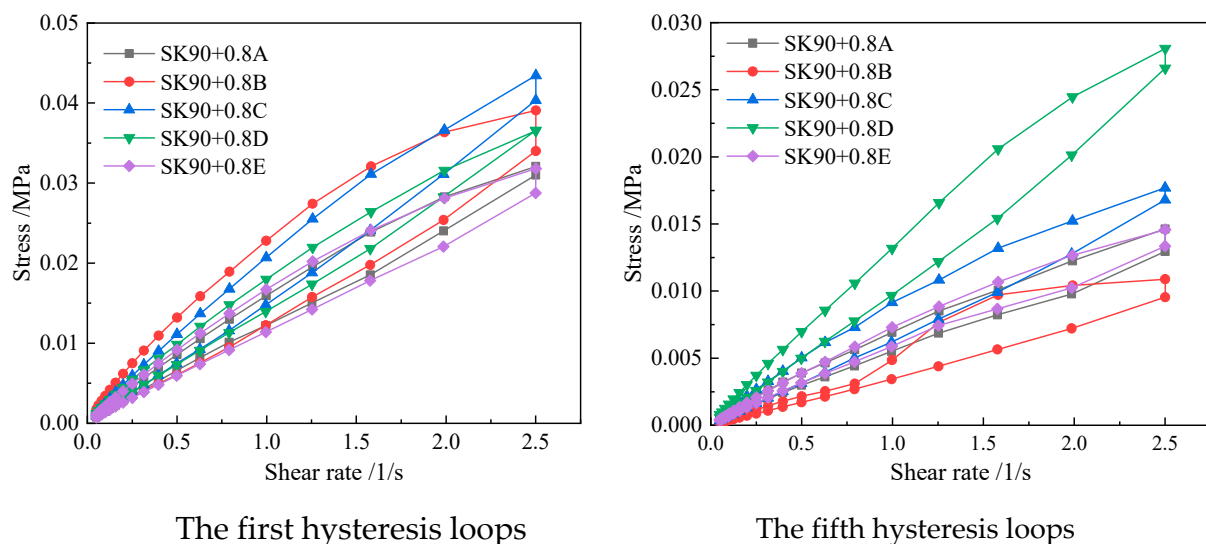 0.05
0.04
0.03
0.02
0.01
0.00
Stress /MPa
SK90+0.8A
SK90+0.8B
SK90+0.8C
SK90+0.8D
SK90+0.8E
0.0 0.5 1.0 1.5 2.0 2.5
Shear rate /1/s
The first hysteresis loops
0.030
0.025
0.020
0.015
0.010
0.005
0.000
Stress /MPa
SK90+0.8A
SK90+0.8B
SK90+0.8C
SK90+0.8D
SK90+0.8E
0.0 0.5 1.0 1.5 2.0 2.5
Shear rate /1/s
The fifth hysteresis loops